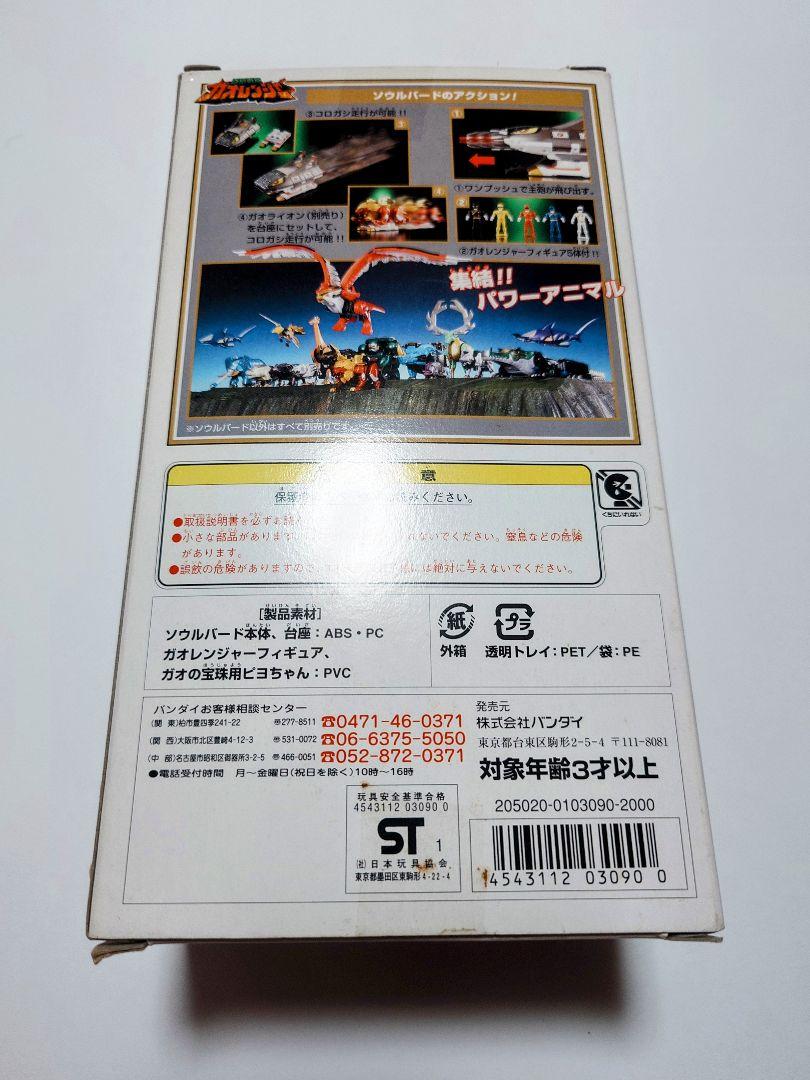 ガオレンジャー
ソウルバードのアクション!
③コロガシ走行が可能!!
③
①
①ワンプッシュで主砲が飛び出す。
④
②
④ガオライオン(別売り)
を台座にセットして、
コロガシ走行が可能!!
②ガオレンジャーフィギュア5体付!!
集結!!
パワーアニマル
※ソウルバード以外はすべて別売りです。
意
くちにいれない
みください。
●取扱説明書を必ずお読
●小さな部品があります
れないでください。窒息などの危険
があります。
●誤飲の危険がありますので、
には絶対に与えないでください。
[製品素材]
ソウルバード本体、台座:ABS・PC
ガオレンジャーフィギュア、
ガオの宝珠用ピヨちゃん:PVC
紙
外箱
プラ
透明トレイ:PET/袋:PE
バンダイお客様相談センター
(関 東)柏市豊四季241-22 〒277-8511 ☎0471-46-0371
(関 西)大阪市北区豊崎4-12-3 〒531-0072 ☎06-6375-5050
(中 部)名古屋市昭和区御器所3-2-5 〒466-0051 ☎052-872-0371
●電話受付時間 月〜金曜日(祝日を除く)10時〜16時
発売元
株式会社バンダイ
東京都台東区駒形2-5-4 〒111-8081
対象年齢3才以上
205020-0103090-2000
玩具安全基準合格
4543112 03090 0
ST 1
(社)日本玩具協会
東京都墨田区東駒形4-22-4
4543112 03090 0